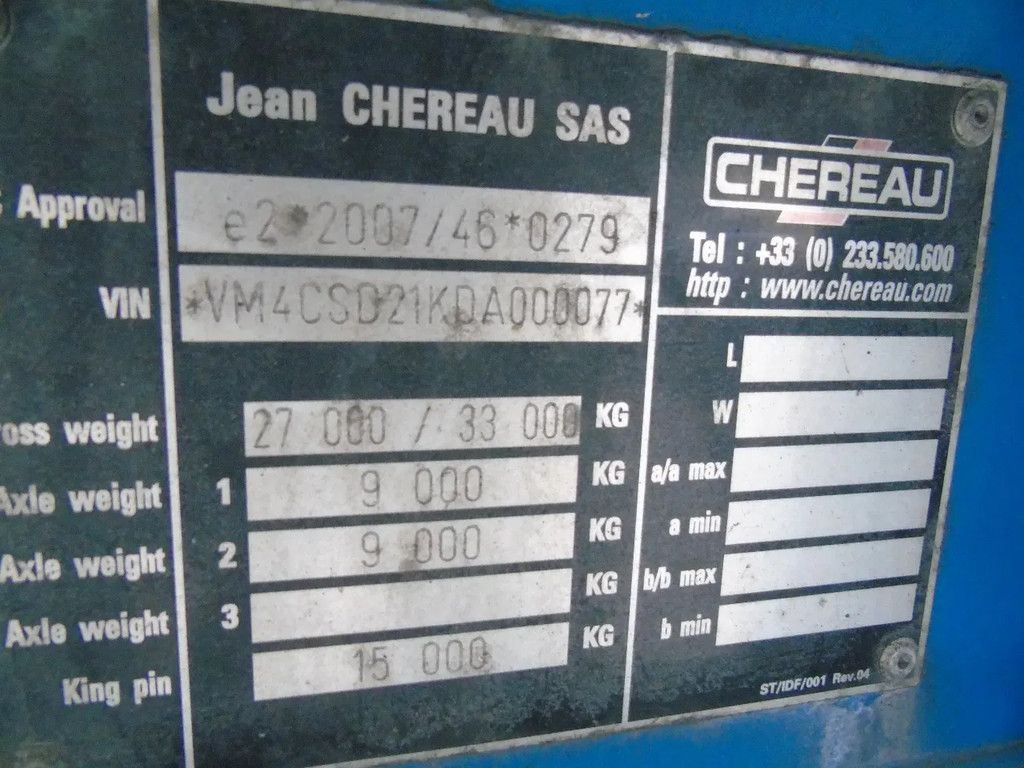 Jean CHEREAU SAS
Approval e2*2007/46*0279
VIN *VM4CSD21KDA000077*
oss weight 27 000 / 33 000 KG
Axle weight 1 9 000 KG
Axle weight 2 9 000 KG
Axle weight 3 KG
King pin 15 000 KG
CHEREAU
Tel : +33 (0) 233.580.600
http : www.chereau.com
L
W
a/a max
a min
b/b max
b min
ST/IDF/001 Rev.04